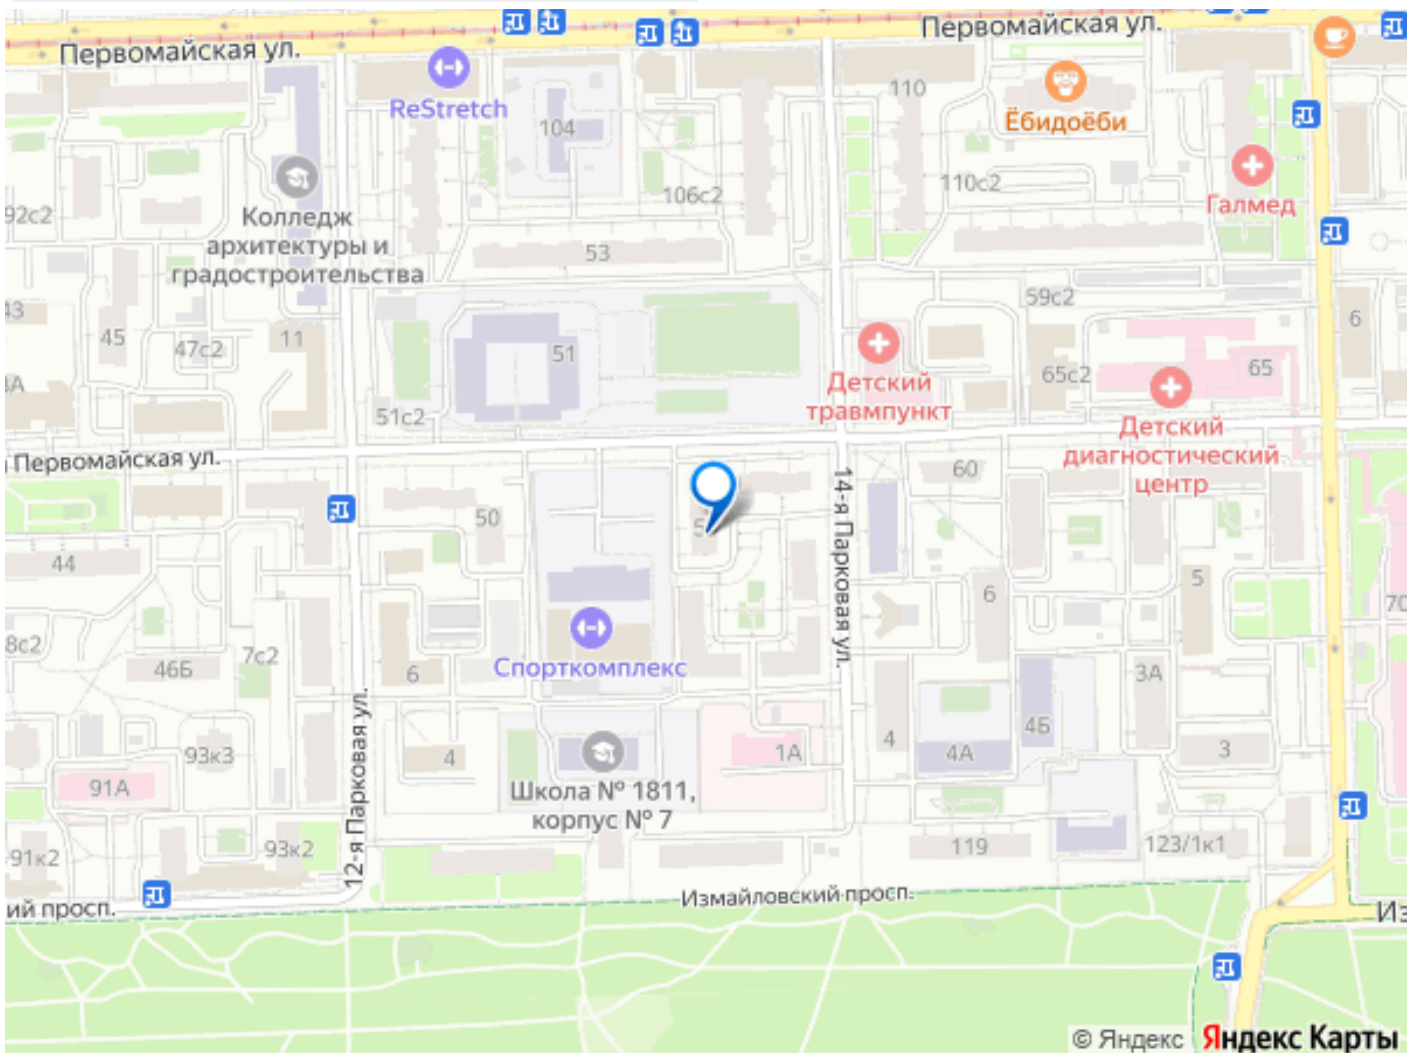 Первомайская ул.
Первомайская ул.
ReStretch
110
Ёбидоёби
104
Галмед
92с2
Колледж
архитектуры и
градостроительства
106с2
110с2
53
59с2
43
45
47с2
11
51
6
Детский
травмпункт
65с2
65
51с2
Детский
диагностический
центр
Первомайская ул.
60
14-я Парковая ул.
50
44
6
5
70
8с2
46Б
7с2
6
Спорткомплекс
3А
12-я Парковая ул.
93к3
4
1А
4
4А
4Б
3
91А
Школа № 1811,
корпус № 7
91к2
93к2
119
123/1к1
ий просп.
Измайловский просп.
Из
© Яндекс
Яндекс Карты